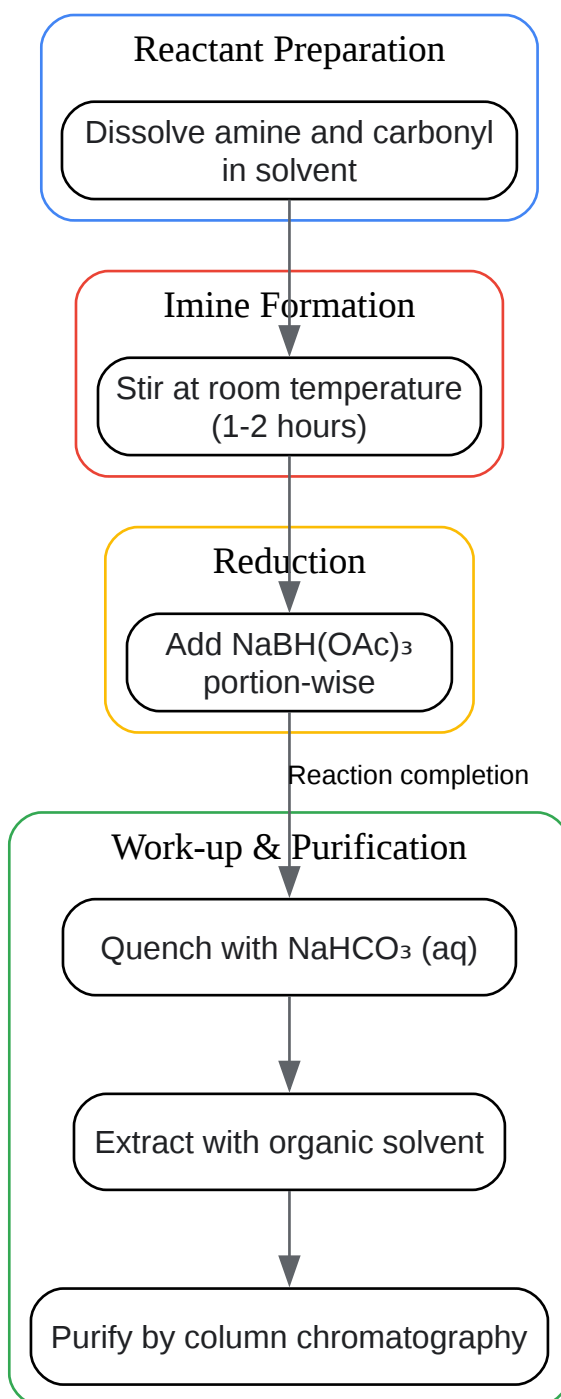 Reactant Preparation
Dissolve amine and carbonyl
in solvent
Imine Formation
Stir at room temperature
(1-2 hours)
Reduction
Add NaBH(OAc)₃
portion-wise
Reaction completion
Work-up & Purification
Quench with NaHCO₃ (aq)
Extract with organic solvent
Purify by column chromatography